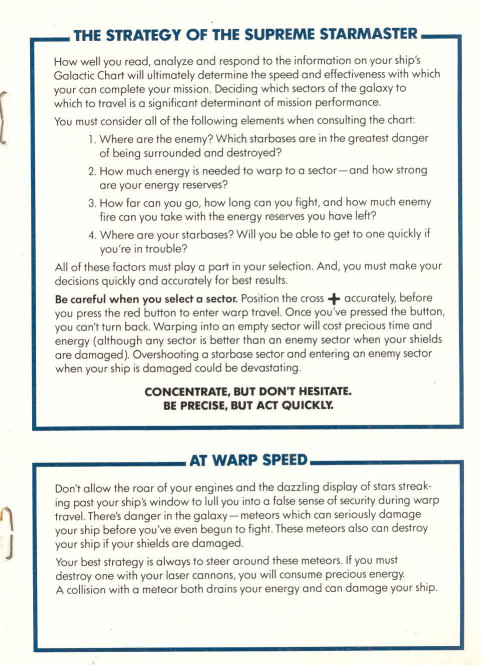 THE STRATEGY OF THE SUPREME STARMASTER
How well you read, analyze and respond to the information on your ship's
Galactic Chart will ultimately determine the speed and effectiveness with which
your can complete your mission. Deciding which sectors of the galaxy to
which to travel is a significant determinant of mission performance.
You must consider all of the following elements when consulting the chart:
1. Where are the enemy? Which starbases are in the greatest danger
of being surrounded and destroyed?
2. How much energy is needed to warp to a sector—and how strong
are your energy reserves?
3. How far can you go, how long can you fight, and how much enemy
fire can you take with the energy reserves you have left?
4. Where are your starbases? Will you be able to get to one quickly if
you're in trouble?
All of these factors must play a part in your selection. And, you must make your
decisions quickly and accurately for best results.
Be careful when you select a sector. Position the cross + accurately, before
you press the red button to enter warp travel. Once you've pressed the button,
you can't turn back. Warping into an empty sector will cost precious time and
energy (although any sector is better than an enemy sector when your shields
are damaged). Overshooting a starbase sector and entering an enemy sector
when your ship is damaged could be devastating.
CONCENTRATE, BUT DON'T HESITATE.
BE PRECISE, BUT ACT QUICKLY.
AT WARP SPEED
Don't allow the roar of your engines and the dazzling display of stars streak-
ing past your ship's window to lull you into a false sense of security during warp
travel. There's danger in the galaxy—meteors which can seriously damage
your ship before you've even begun to fight. These meteors also can destroy
your ship if your shields are damaged.
Your best strategy is always to steer around these meteors. If you must
destroy one with your laser cannons, you will consume precious energy.
A collision with a meteor both drains your energy and can damage your ship.